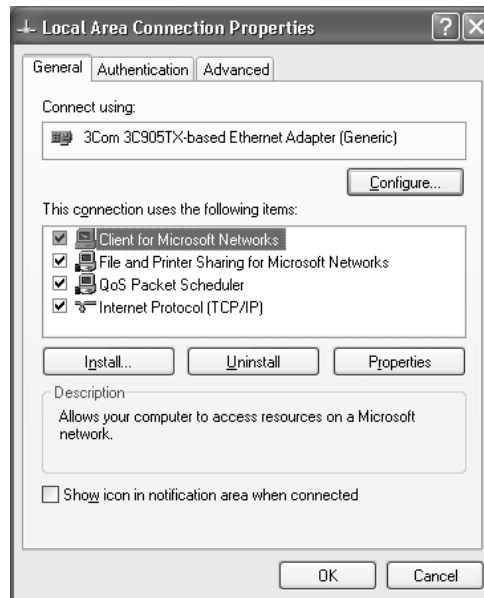 Local Area Connection Properties
General Authentication Advanced
Connect using:
3Com 3C905TX-based Ethernet Adapter (Generic)
Configure...
This connection uses the following items:
Client for Microsoft Networks
File and Printer Sharing for Microsoft Networks
QoS Packet Scheduler
Internet Protocol (TCP/IP)
Install... Uninstall Properties
Description
Allows your computer to access resources on a Microsoft
network.
Show icon in notification area when connected
OK Cancel